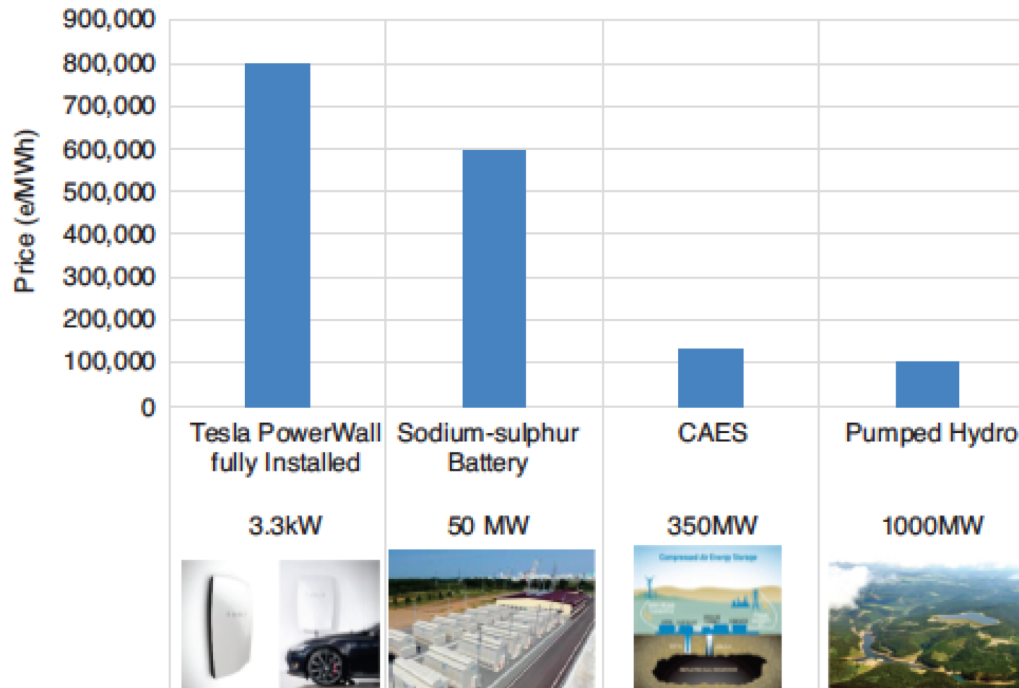 900,000
800,000
700,000
600,000
500,000
400,000
300,000
200,000
100,000
0
Price (e/MWh)
Tesla PowerWall
fully Installed
Sodium-sulphur
Battery
CAES
Pumped Hydro
3.3kW
50 MW
350MW
1000MW
Compressed Air Energy Storage